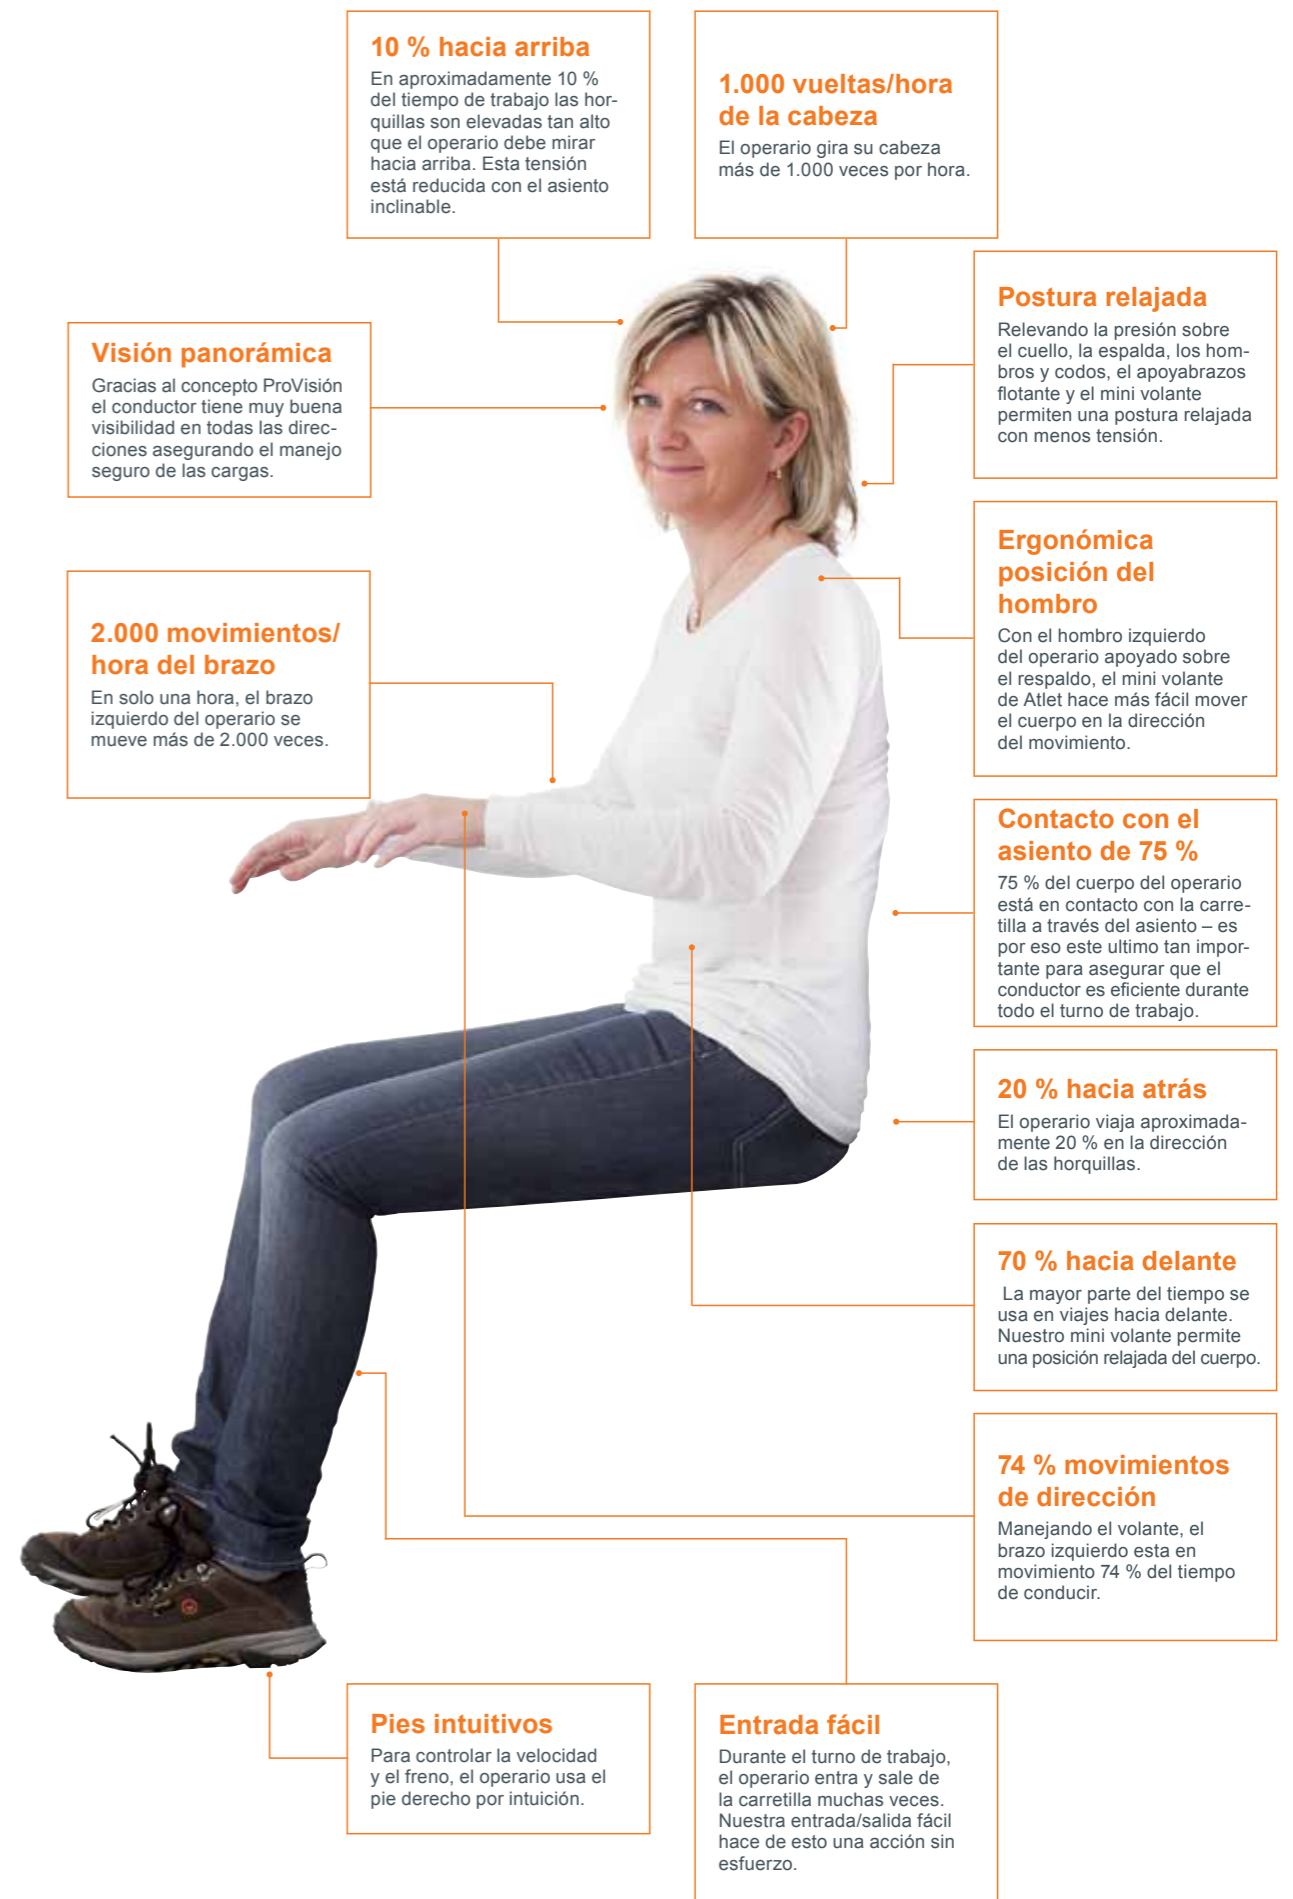 10 % hacia arriba
En aproximadamente 10 %
del tiempo de trabajo las hor-
quillas son elevadas tan alto
que el operario debe mirar
hacia arriba. Esta tensión
está reducida con el asiento
inclinable.
1.000 vueltas/hora
de la cabeza
El operario gira su cabeza
más de 1.000 veces por hora.
Postura relajada
Relevando la presión sobre
el cuello, la espalda, los hom-
bros y codos, el apoyabrazos
flotante y el mini volante
permiten una postura relajada
con menos tensión.
Visión panorámica
Gracias al concepto ProVisión
el conductor tiene muy buena
visibilidad en todas las direc-
ciones asegurando el manejo
seguro de las cargas.
Ergonómica
posición del
hombro
Con el hombro izquierdo
del operario apoyado sobre
el respaldo, el mini volante
de Atlet hace más fácil mover
el cuerpo en la dirección
del movimiento.
2.000 movimientos/
hora del brazo
En solo una hora, el brazo
izquierdo del operario se
mueve más de 2.000 veces.
Contacto con el
asiento de 75 %
75 % del cuerpo del operario
está en contacto con la carre-
tilla a través del asiento – es
por eso este ultimo tan impor-
tante para asegurar que el
conductor es eficiente durante
todo el turno de trabajo.
20 % hacia atrás
El operario viaja aproximada-
mente 20 % en la dirección
de las horquillas.
70 % hacia delante
La mayor parte del tiempo se
usa en viajes hacia delante.
Nuestro mini volante permite
una posición relajada del cuerpo.
74 % movimientos
de dirección
Manejando el volante, el
brazo izquierdo esta en
movimiento 74 % del tiempo
de conducir.
Pies intuitivos
Para controlar la velocidad
y el freno, el operario usa el
pie derecho por intuición.
Entrada fácil
Durante el turno de trabajo,
el operario entra y sale de
la carretilla muchas veces.
Nuestra entrada/salida fácil
hace de esto una acción sin
esfuerzo.